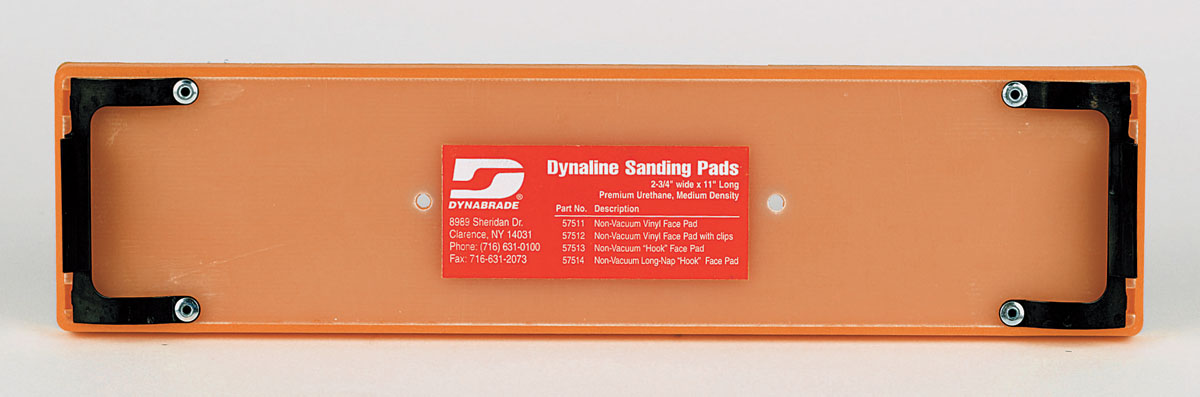 DYNABRADE®
8989 Sheridan Dr.
Clarence, NY 14031
Phone: (716) 631-0100
Fax: 716-631-2073
Dynaline Sanding Pads
2-3/4" wide x 11" Long
Premium Urethane, Medium Density
Part No. Description
57511 Non-Vacuum Vinyl Face Pad
57512 Non-Vacuum Vinyl Face Pad with clips
57513 Non-Vacuum "Hook" Face Pad
57514 Non-Vacuum Long-Nap "Hook" Face Pad